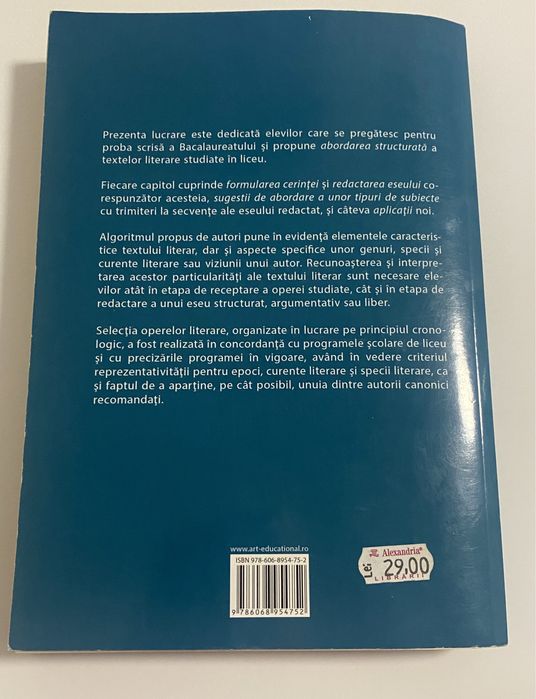 Prezenta lucrare este dedicată elevilor care se pregătesc pentru
proba scrisă a Bacalaureatului și propune abordarea structurată a
textelor literare studiate în liceu.
Fiecare capitol cuprinde formularea cerinței și redactarea eseului co-
respunzător acesteia, sugestii de abordare a unor tipuri de subiecte
cu trimiteri la secvențe ale eseului redactat, și câteva aplicații noi.
Algoritmul propus de autori pune în evidență elementele caracteris-
tice textului literar, dar și aspecte specifice unor genuri, specii și
curente literare sau viziunii unui autor. Recunoașterea și interpre-
tarea acestor particularități ale textului literar sunt necesare ele-
vilor atât în etapa de receptare a operei studiate, cât și în etapa de
redactare a unui eseu structurat, argumentativ sau liber.
Selecția operelor literare, organizate în lucrare pe principiul crono-
logic, a fost realizată în concordanță cu programele școlare de liceu
și cu precizările programei în vigoare, având în vedere criteriul
reprezentativității pentru epoci, curente literare și specii literare, ca
și faptul de a aparține, pe cât posibil, unuia dintre autorii canonici
recomandați.
www.art-educational.ro
ISBN 978-606-8954-75-2
9 786068 954752
Alexandria®
Lei 29,00
LIBRĂRII